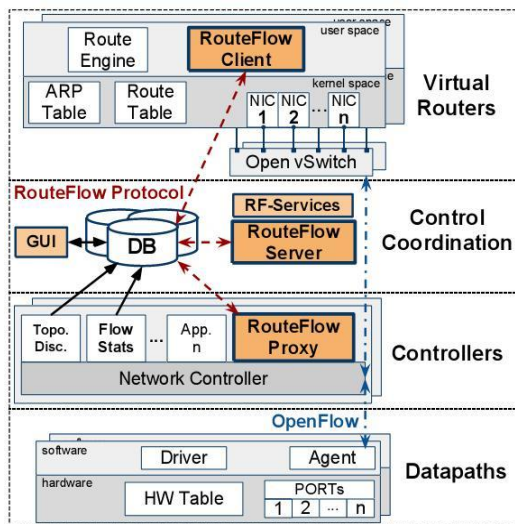 user space
user space
Route Engine
RouteFlow Client
kernel space
ARP Table
Route Table
NIC 1
NIC 2
...
NIC n
Virtual Routers
Open vSwitch
RouteFlow Protocol
RF-Services
GUI
DB
RouteFlow Server
Control Coordination
Topo. Disc.
Flow Stats
...
App. n
RouteFlow Proxy
Controllers
Network Controller
OpenFlow
software
Driver
Agent
Datapaths
hardware
HW Table
PORTs
1 2 ... n